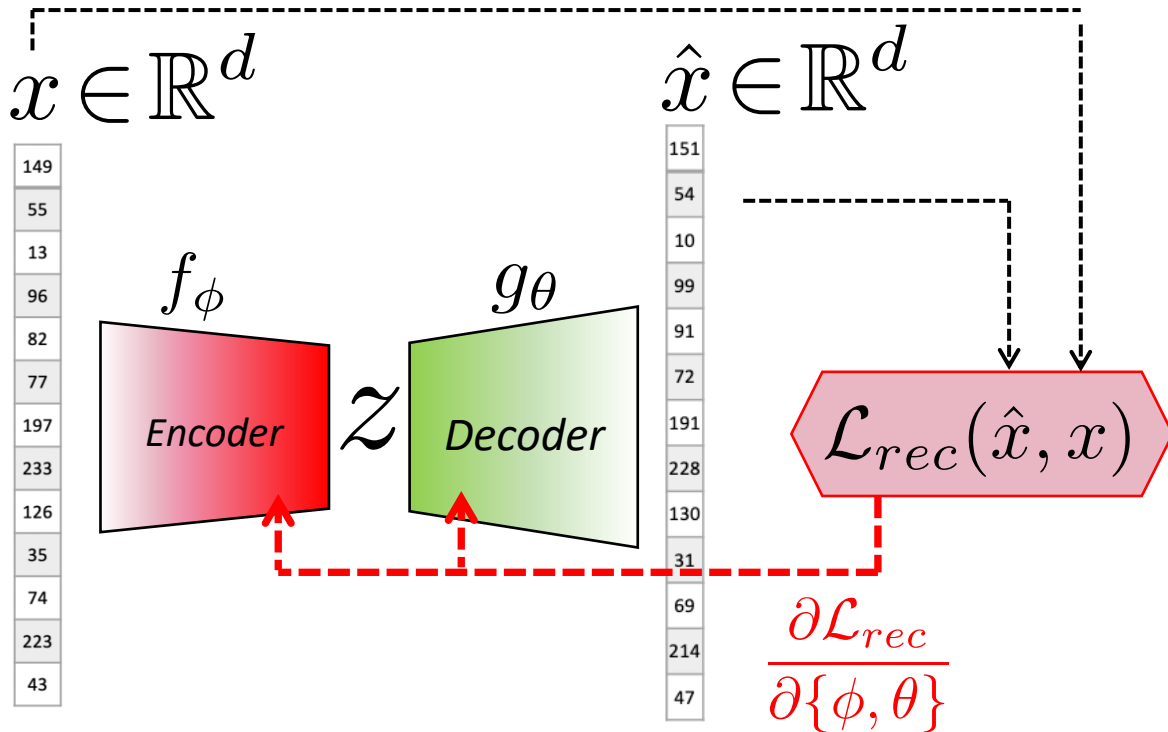 x ∈ ℝ^d
149
55
13
96
82
77
197
233
126
35
74
223
43
f_ϕ
Encoder
z
g_θ
Decoder
x̂ ∈ ℝ^d
151
54
10
99
91
72
191
228
130
31
69
214
47
ℒ_rec(x̂, x)
∂ℒ_rec
∂{ϕ, θ}